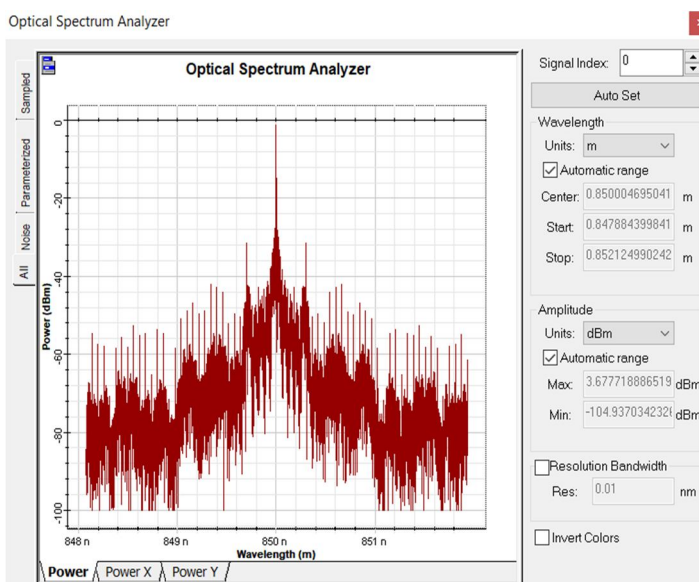 Optical Spectrum Analyzer
Optical Spectrum Analyzer
Sampled
Parameterized
Noise
All
Power (dBm)
0
-20
-40
-60
-80
-100
848 n
849 n
850 n
851 n
Wavelength (m)
Power
Power X
Power Y
Signal Index: 0
Auto Set
Wavelength
Units: m
Automatic range
Center: 0.850004695041 m
Start: 0.847884399841 m
Stop: 0.852124990242 m
Amplitude
Units: dBm
Automatic range
Max: 3.677718886519 dBm
Min: -104.9370342326 dBm
Resolution Bandwidth
Res: 0.01 nm
Invert Colors